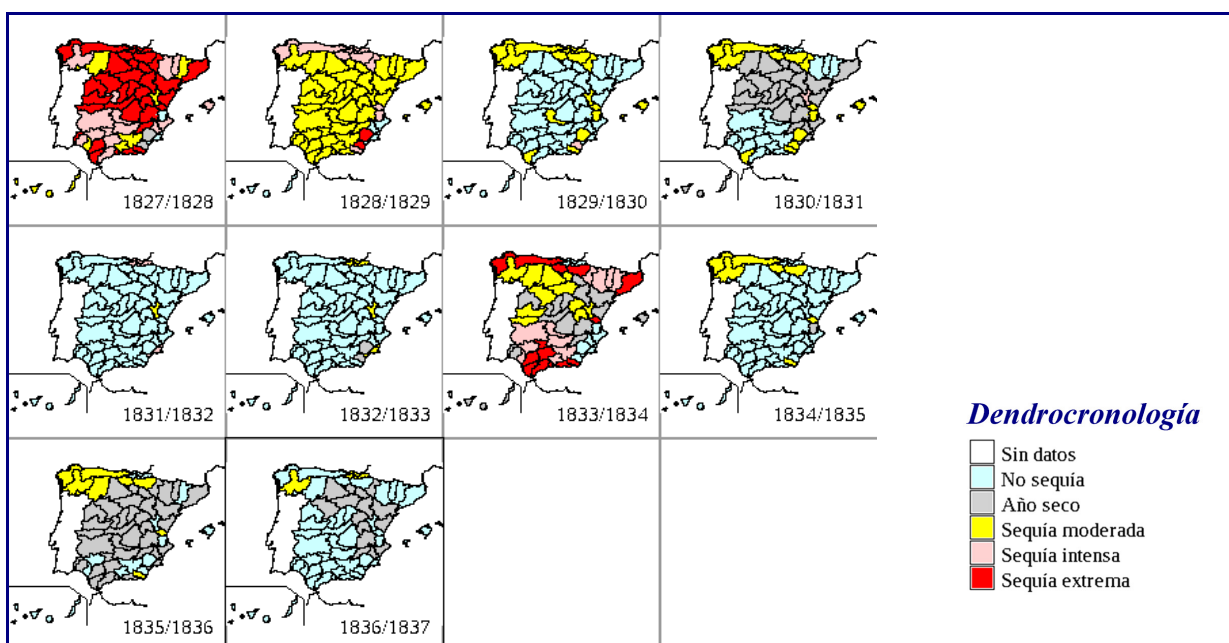 1827/1828
1828/1829
1829/1830
1830/1831
1831/1832
1832/1833
1833/1834
1834/1835
1835/1836
1836/1837
Dendrocronología
Sin datos
No sequía
Año seco
Sequía moderada
Sequía intensa
Sequía extrema